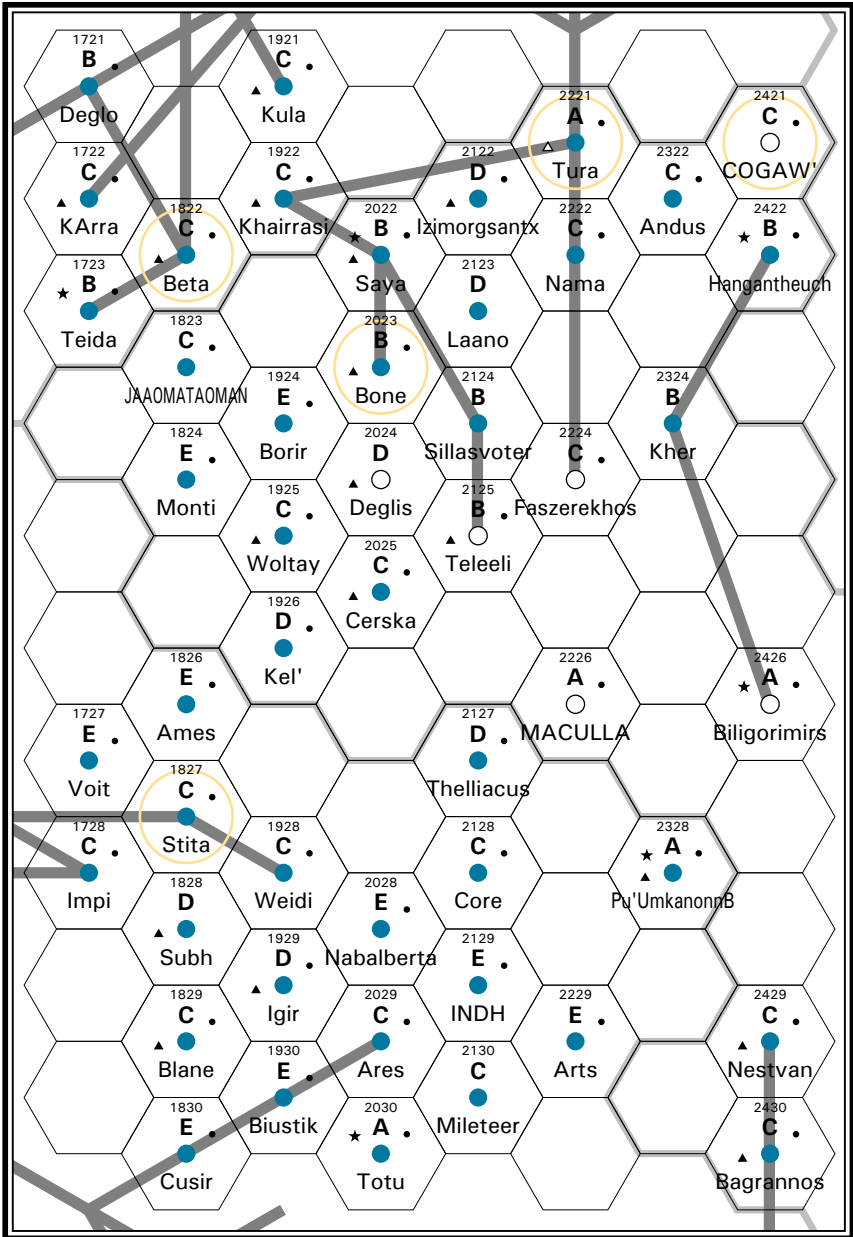 1721
B
Deglo
1722
C
KArra
1723
B
Teida
1727
E
Voit
1728
C
Impi
1822
C
Beta
1823
C
JAAOMATAOMAN
1824
E
Monti
1826
E
Ames
1827
C
Stita
1828
D
Subh
1829
C
Blane
1830
E
Cusir
1921
C
Kula
1922
C
Khairrasi
1924
E
Borir
1925
C
Woltay
1926
D
Kel'
1928
C
Weidi
1929
D
Igir
1930
E
Biustik
2022
B
Saya
2023
B
Bone
2024
D
Deglis
2025
C
Cerska
2028
E
Nabalberta
2029
C
Ares
2030
A
Totu
2122
D
Izimorgsantx
2123
D
Laano
2124
B
Sillasvoter
2125
B
Teleeli
2127
D
Thelliacus
2128
C
Core
2129
E
INDH
2130
C
Mileteer
2221
A
Tura
2222
C
Nama
2224
C
Faszerekhos
2226
A
MACULLA
2229
E
Arts
2322
C
Andus
2324
B
Kher
2328
A
Pu'UmkanonnB
2421
C
COGAW'
2422
B
Hangantheuch
2426
A
Biligorimirs
2429
C
Nestvan
2430
C
Bagrannos